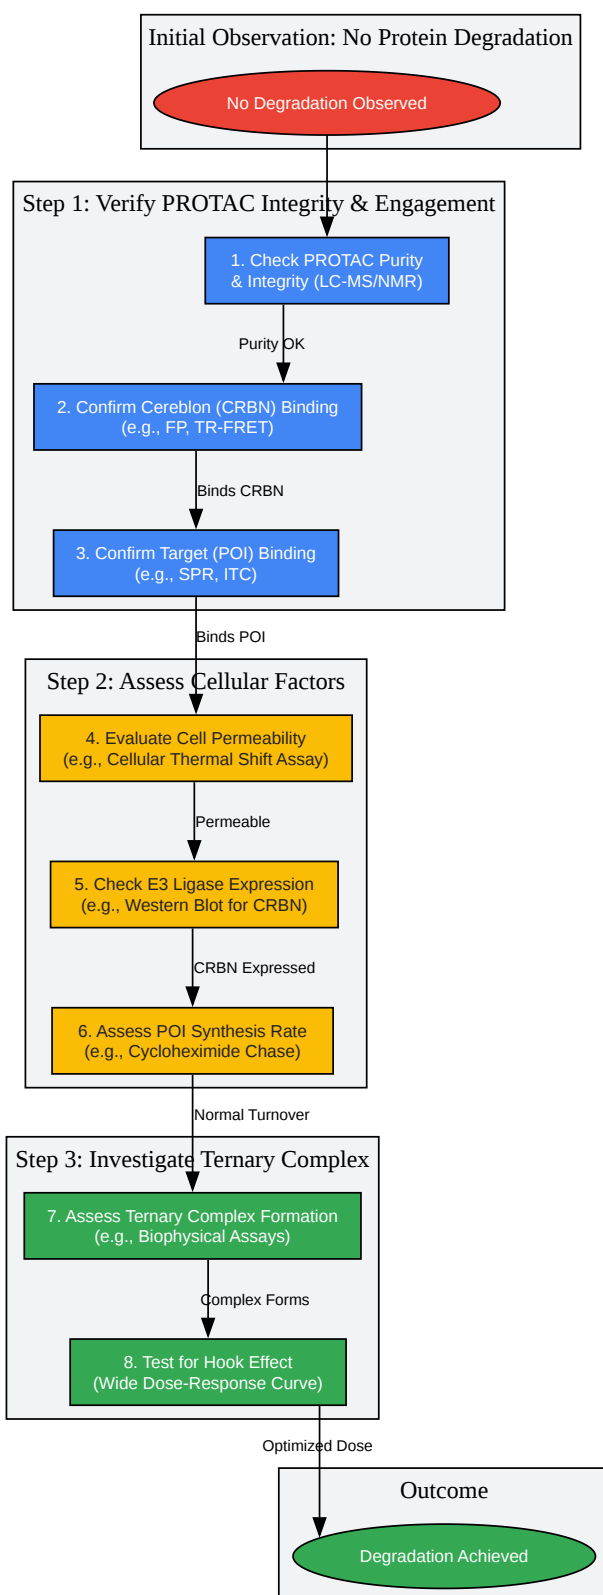 Initial Observation: No Protein Degradation
No Degradation Observed
Step 1: Verify PROTAC Integrity & Engagement
1. Check PROTAC Purity
& Integrity (LC-MS/NMR)
Purity OK
2. Confirm Cereblon (CRBN) Binding
(e.g., FP, TR-FRET)
Binds CRBN
3. Confirm Target (POI) Binding
(e.g., SPR, ITC)
Binds POI
Step 2: Assess Cellular Factors
4. Evaluate Cell Permeability
(e.g., Cellular Thermal Shift Assay)
Permeable
5. Check E3 Ligase Expression
(e.g., Western Blot for CRBN)
CRBN Expressed
6. Assess POI Synthesis Rate
(e.g., Cycloheximide Chase)
Normal Turnover
Step 3: Investigate Ternary Complex
7. Assess Ternary Complex Formation
(e.g., Biophysical Assays)
Complex Forms
8. Test for Hook Effect
(Wide Dose-Response Curve)
Optimized Dose
Outcome
Degradation Achieved